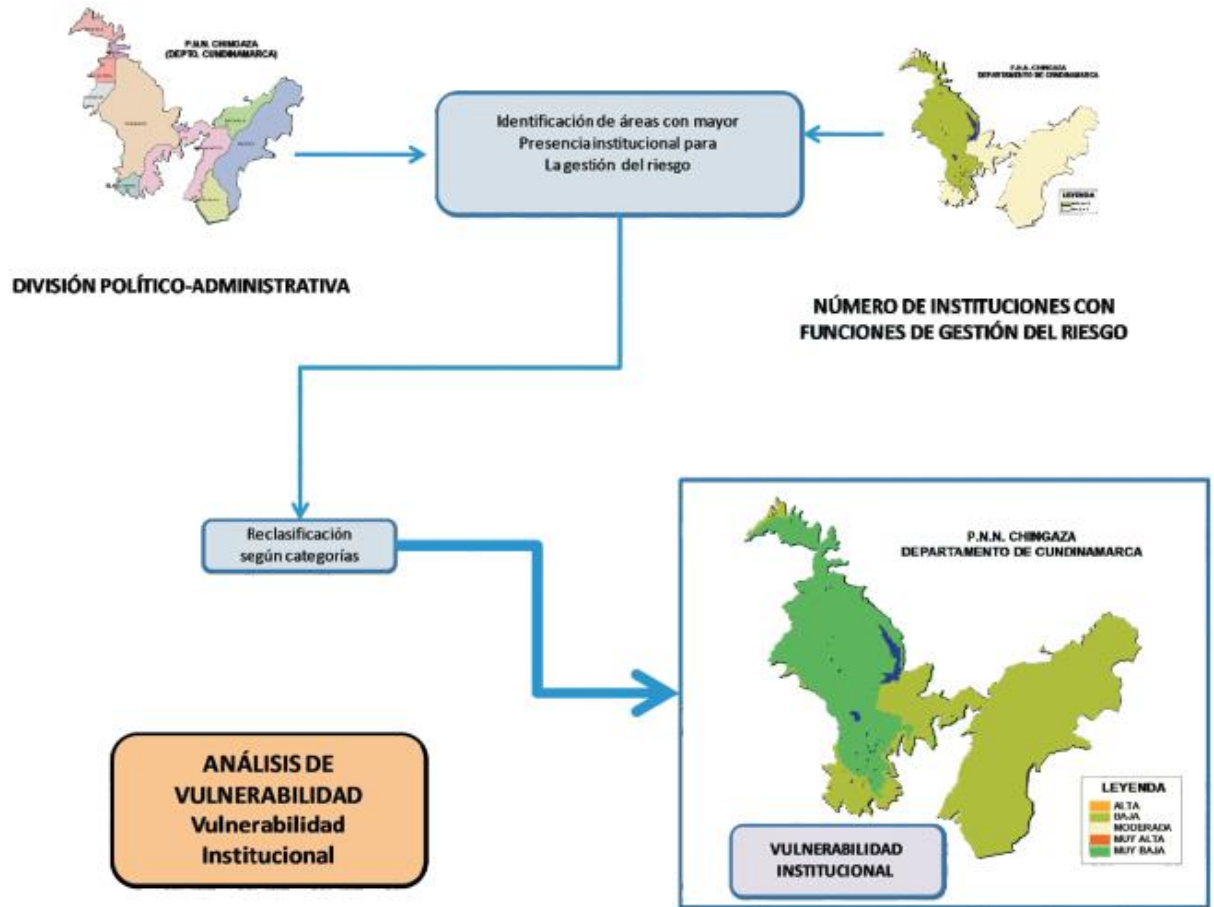 P.N.N. CHINGAZA
(DEPTO. CUNDINAMARCA)
P.N.N. CHINGAZA
DEPARTAMENTO DE CUNDINAMARCA
Identificación de áreas con mayor
Presencia institucional para
La gestión del riesgo
LEYENDA
DIVISIÓN POLÍTICO-ADMINISTRATIVA
NÚMERO DE INSTITUCIONES CON
FUNCIONES DE GESTIÓN DEL RIESGO
Reclasificación
según categorías
P.N.N. CHINGAZA
DEPARTAMENTO DE CUNDINAMARCA
ANÁLISIS DE
VULNERABILIDAD
Vulnerabilidad
Institucional
LEYENDA
ALTA
BAJA
MODERADA
MUY ALTA
MUY BAJA
VULNERABILIDAD
INSTITUCIONAL